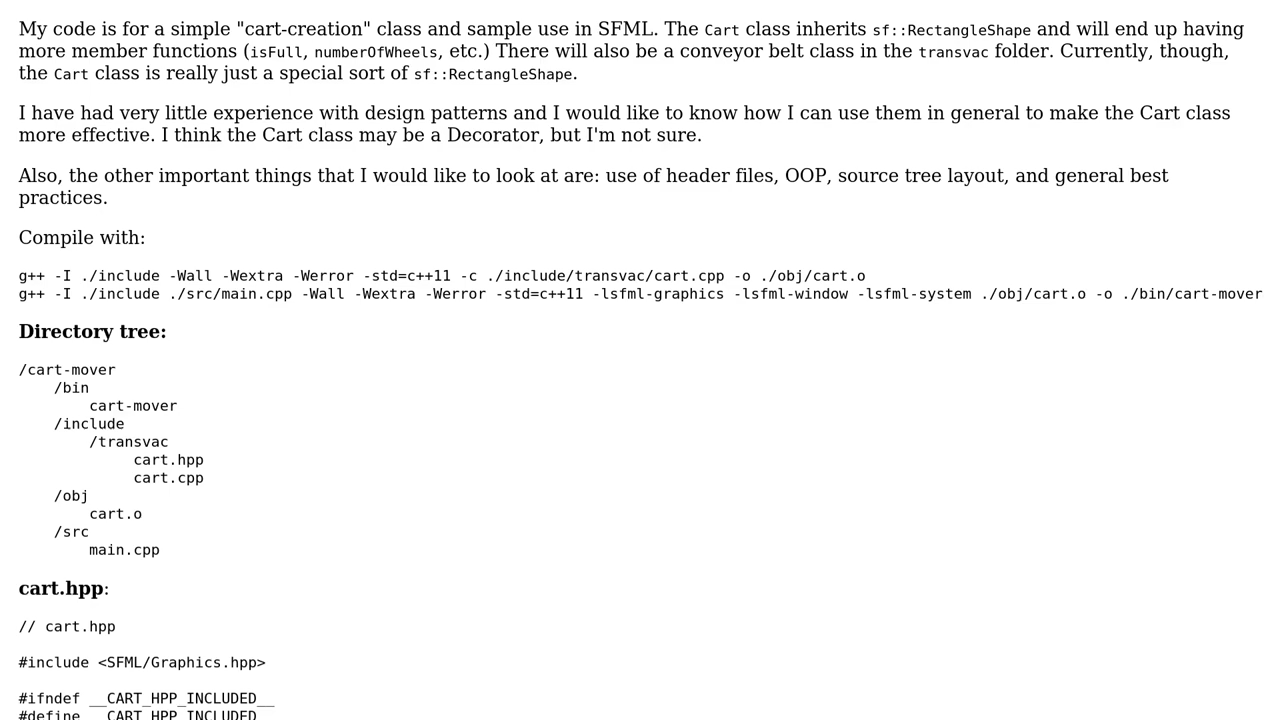 My code is for a simple "cart-creation" class and sample use in SFML. The Cart class inherits sf::RectangleShape and will end up having
more member functions (isFull, numberOfWheels, etc.) There will also be a conveyor belt class in the transvac folder. Currently, though,
the Cart class is really just a special sort of sf::RectangleShape.
I have had very little experience with design patterns and I would like to know how I can use them in general to make the Cart class
more effective. I think the Cart class may be a Decorator, but I'm not sure.
Also, the other important things that I would like to look at are: use of header files, OOP, source tree layout, and general best
practices.
Compile with:
g++ -I ./include -Wall -Wextra -Werror -std=c++11 -c ./include/transvac/cart.cpp -o ./obj/cart.o
g++ -I ./include ./src/main.cpp -Wall -Wextra -Werror -std=c++11 -lsfml-graphics -lsfml-window -lsfml-system ./obj/cart.o -o ./bin/cart-mover
Directory tree:
/cart-mover
    /bin
        cart-mover
    /include
        /transvac
             cart.hpp
             cart.cpp
    /obj
        cart.o
    /src
        main.cpp
cart.hpp:
// cart.hpp
#include <SFML/Graphics.hpp>
#ifndef __CART_HPP_INCLUDED__
#define __CART_HPP_INCLUDED__